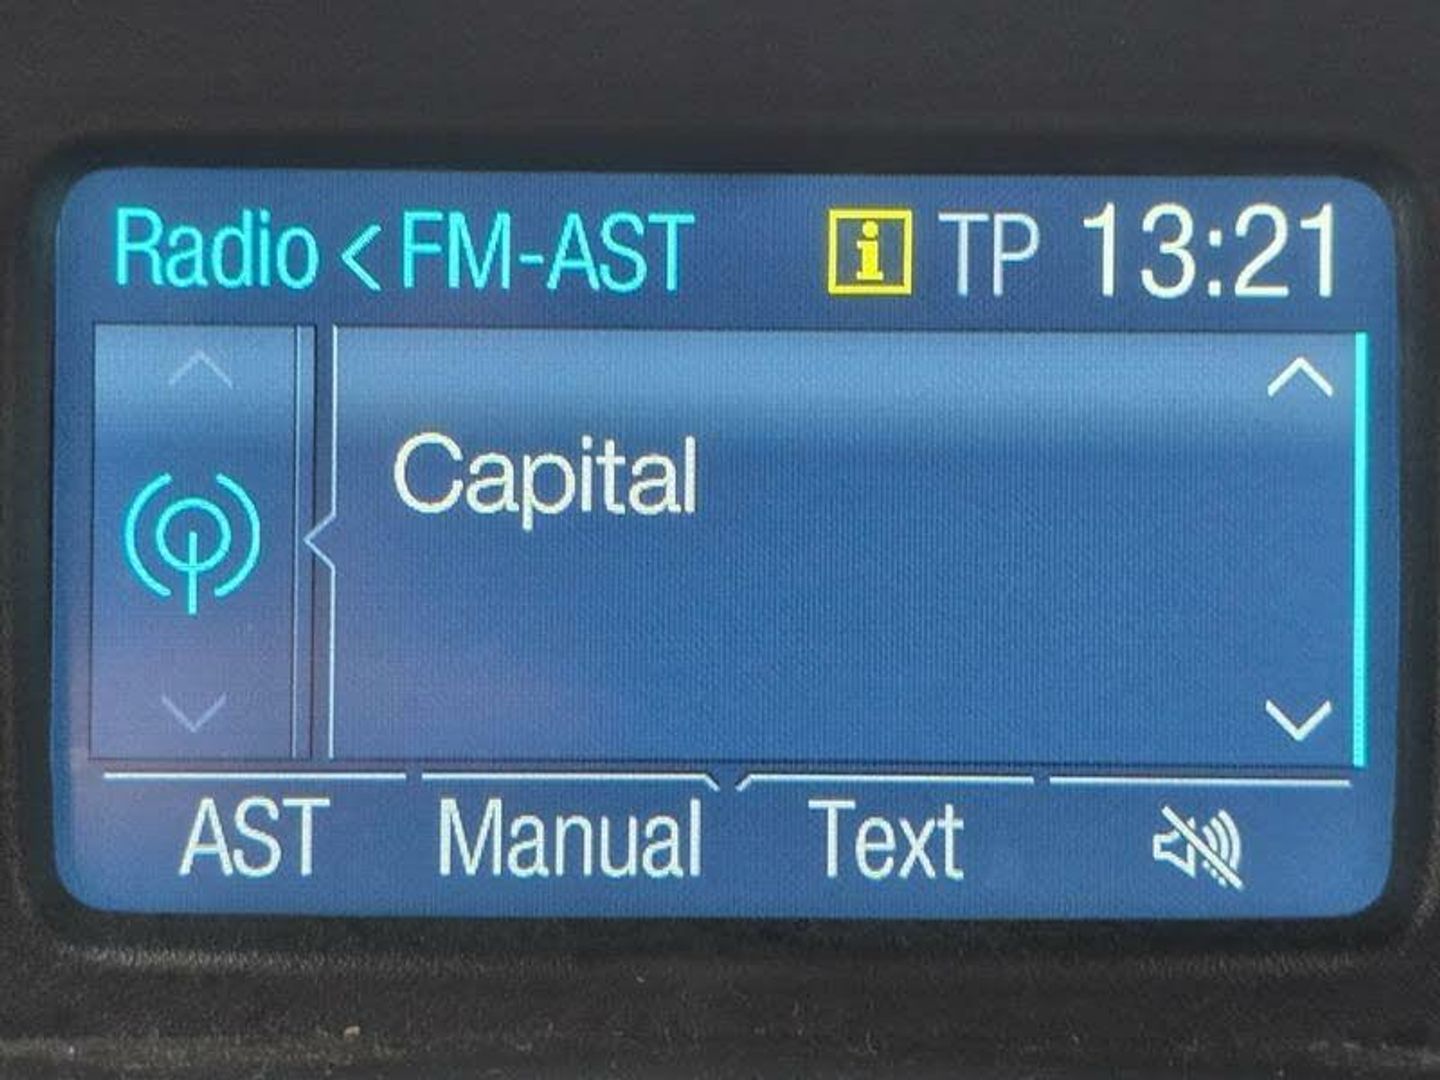 Radio < FM-AST i TP 13:21
Capital
AST Manual Text